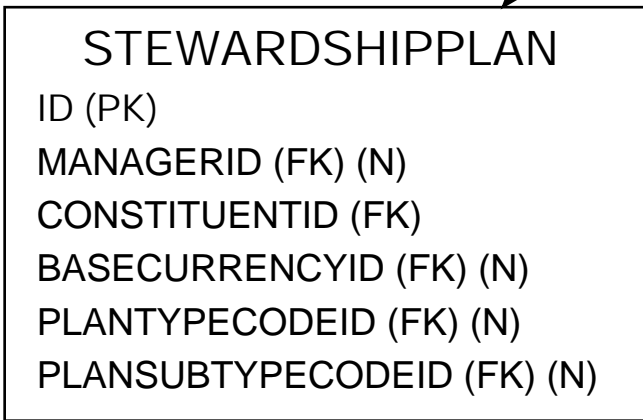 STEWARDSHIPPLAN
ID (PK)
MANAGERID (FK) (N)
CONSTITUENTID (FK)
BASECURRENCYID (FK) (N)
PLANTYPECODEID (FK) (N)
PLANSUBTYPECODEID (FK) (N)